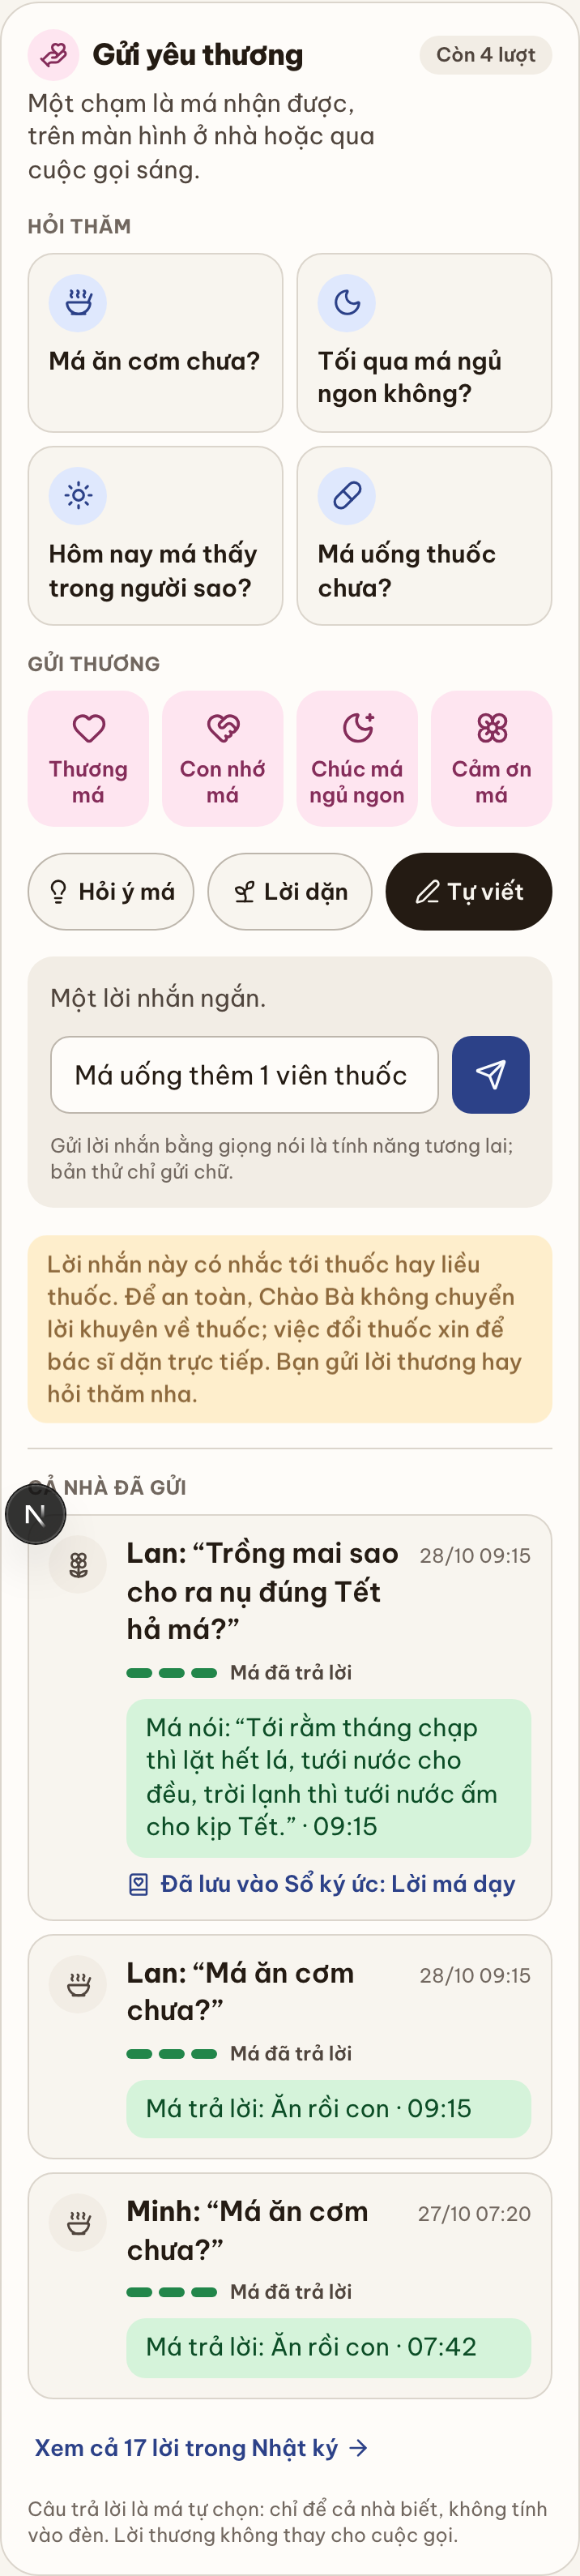 Gửi yêu thương
Còn 4 lượt
Một chạm là má nhận được,
trên màn hình ở nhà hoặc qua
cuộc gọi sáng.
HỎI THĂM
Má ăn cơm chưa?
Tối qua má ngủ
ngon không?
Hôm nay má thấy
trong người sao?
Má uống thuốc
chưa?
GỬI THƯƠNG
Thương
má
Con nhớ
má
Chúc má
ngủ ngon
Cảm ơn
má
Hỏi ý má
Lời dặn
Tự viết
Một lời nhắn ngắn.
Má uống thêm 1 viên thuốc
Gửi lời nhắn bằng giọng nói là tính năng tương lai;
bản thử chỉ gửi chữ.
Lời nhắn này có nhắc tới thuốc hay liều
thuốc. Để an toàn, Chào Bà không chuyển
lời khuyên về thuốc; việc đổi thuốc xin để
bác sĩ dặn trực tiếp. Bạn gửi lời thương hay
hỏi thăm nha.
CẢ NHÀ ĐÃ GỬI
N
Lan: “Trồng mai sao
cho ra nụ đúng Tết
hả má?”
28/10 09:15
Má đã trả lời
Má nói: “Tới rằm tháng chạp
thì lặt hết lá, tưới nước cho
đều, trời lạnh thì tưới nước ấm
cho kịp Tết.” · 09:15
Đã lưu vào Sổ ký ức: Lời má dạy
Lan: “Má ăn cơm
chưa?”
28/10 09:15
Má đã trả lời
Má trả lời: Ăn rồi con · 09:15
Minh: “Má ăn cơm
chưa?”
27/10 07:20
Má đã trả lời
Má trả lời: Ăn rồi con · 07:42
Xem cả 17 lời trong Nhật ký →
Câu trả lời là má tự chọn: chỉ để cả nhà biết, không tính
vào đèn. Lời thương không thay cho cuộc gọi.